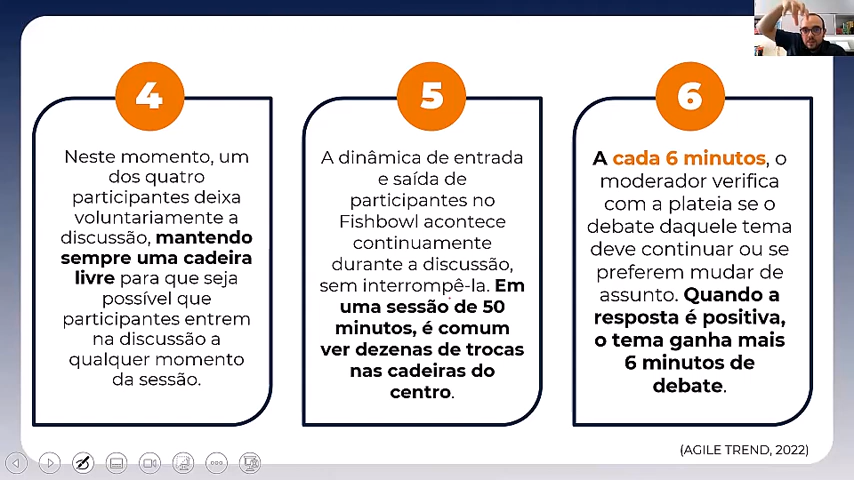 4
Neste momento, um
dos quatro
participantes deixa
voluntariamente a
discussão, mantendo
sempre uma cadeira
livre para que seja
possível que
participantes entrem
na discussão a
qualquer momento
da sessão.
5
A dinâmica de entrada
e saída de
participantes no
Fishbowl acontece
continuamente
durante a discussão,
sem interrompê-la. Em
uma sessão de 50
minutos, é comum
ver dezenas de trocas
nas cadeiras do
centro.
6
A cada 6 minutos, o
moderador verifica
com a plateia se o
debate daquele tema
deve continuar ou se
preferem mudar de
assunto. Quando a
resposta é positiva,
o tema ganha mais
6 minutos de
debate.
(AGILE TREND, 2022)